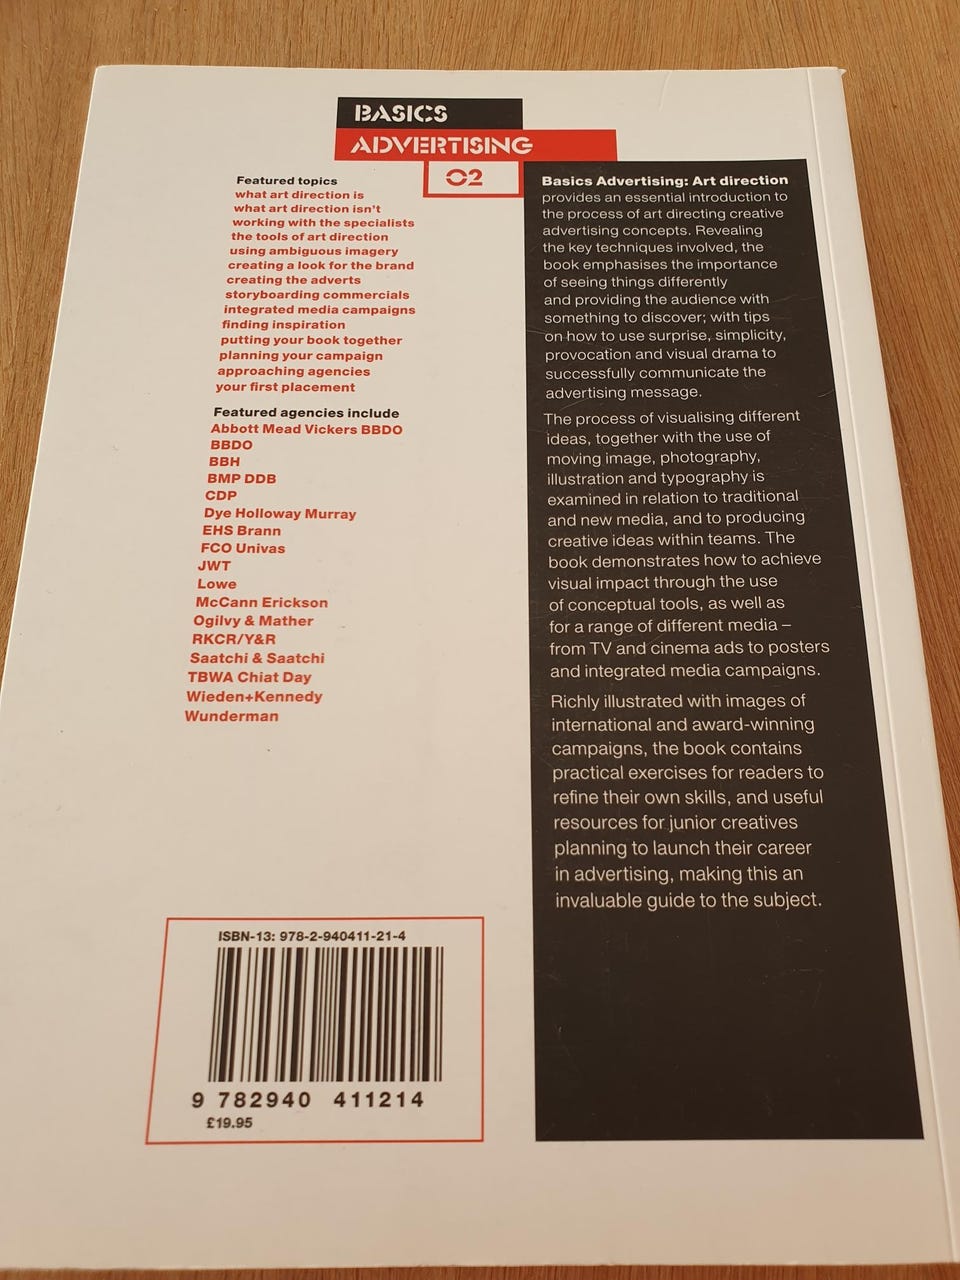 BASICS
ADVERTISING
02
Featured topics
what art direction is
what art direction isn't
working with the specialists
the tools of art direction
using ambiguous imagery
creating a look for the brand
creating the adverts
storyboarding commercials
integrated media campaigns
finding inspiration
putting your book together
planning your campaign
approaching agencies
your first placement
Featured agencies include
Abbott Mead Vickers BBDO
BBDO
BBH
BMP DDB
CDP
Dye Holloway Murray
EHS Brann
FCO Univas
JWT
Lowe
McCann Erickson
Ogilvy & Mather
RKCR/Y&R
Saatchi & Saatchi
TBWA Chiat Day
Wieden+Kennedy
Wunderman
Basics Advertising: Art direction
provides an essential introduction to
the process of art directing creative
advertising concepts. Revealing
the key techniques involved, the
book emphasises the importance
of seeing things differently
and providing the audience with
something to discover; with tips
on how to use surprise, simplicity,
provocation and visual drama to
successfully communicate the
advertising message.
The process of visualising different
ideas, together with the use of
moving image, photography,
illustration and typography is
examined in relation to traditional
and new media, and to producing
creative ideas within teams. The
book demonstrates how to achieve
visual impact through the use
of conceptual tools, as well as
for a range of different media –
from TV and cinema ads to posters
and integrated media campaigns.
Richly illustrated with images of
international and award-winning
campaigns, the book contains
practical exercises for readers to
refine their own skills, and useful
resources for junior creatives
planning to launch their career
in advertising, making this an
invaluable guide to the subject.
ISBN-13: 978-2-940411-21-4
9 782940 411214
£19.95